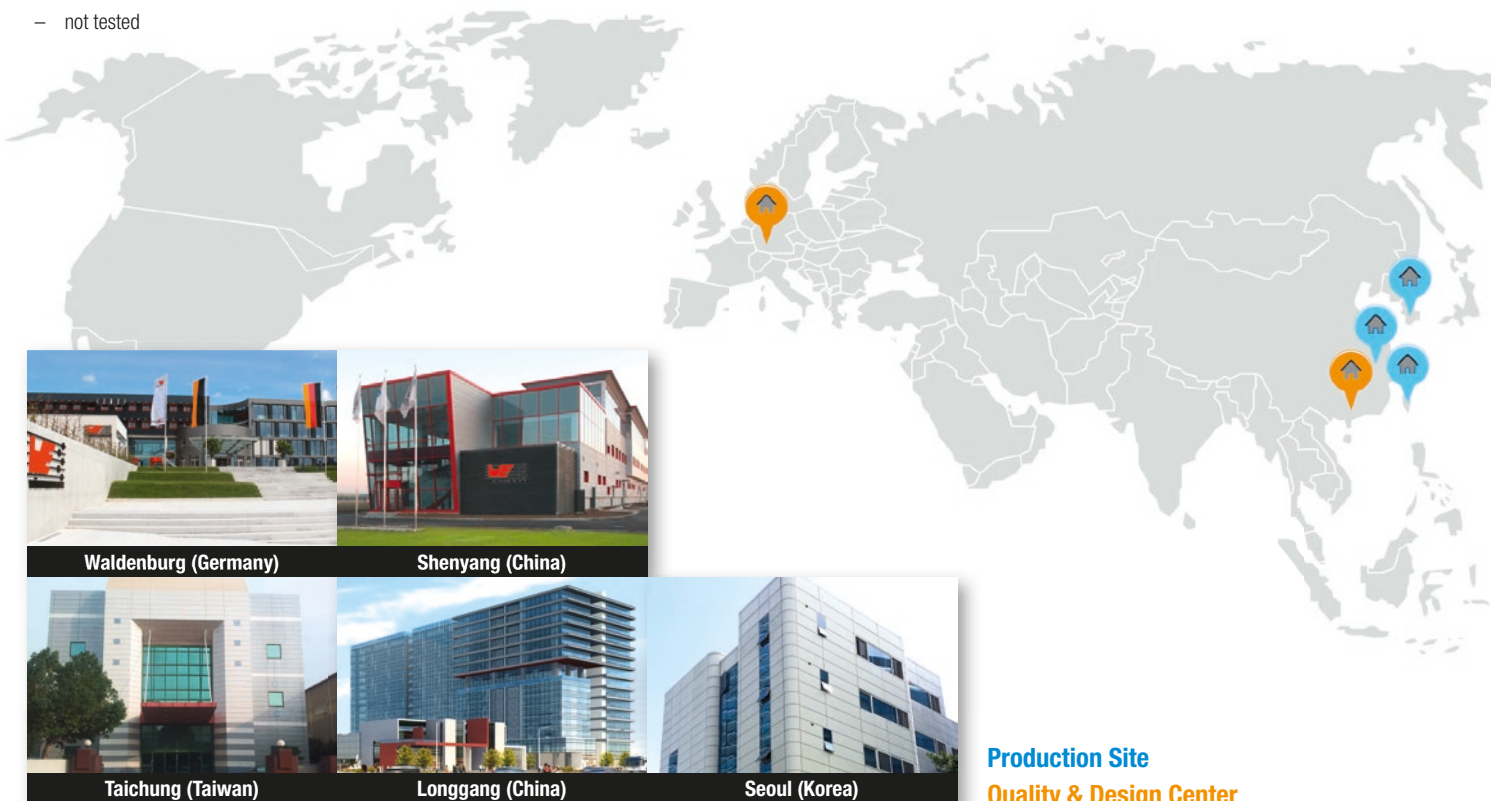 – not tested
Waldenburg (Germany)
Shenyang (China)
Taichung (Taiwan)
Longgang (China)
Seoul (Korea)
Production Site
Quality & Design Center